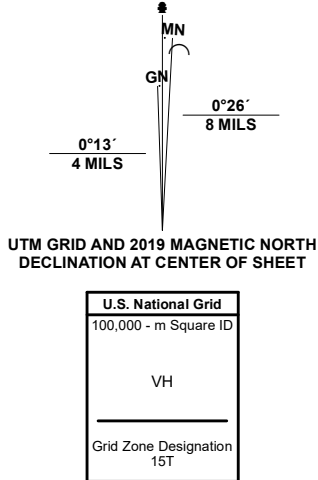 MN
GN
0°26´
8 MILS
0°13´
4 MILS
UTM GRID AND 2019 MAGNETIC NORTH
DECLINATION AT CENTER OF SHEET
U.S. National Grid
100,000 - m Square ID
VH
Grid Zone Designation
15T